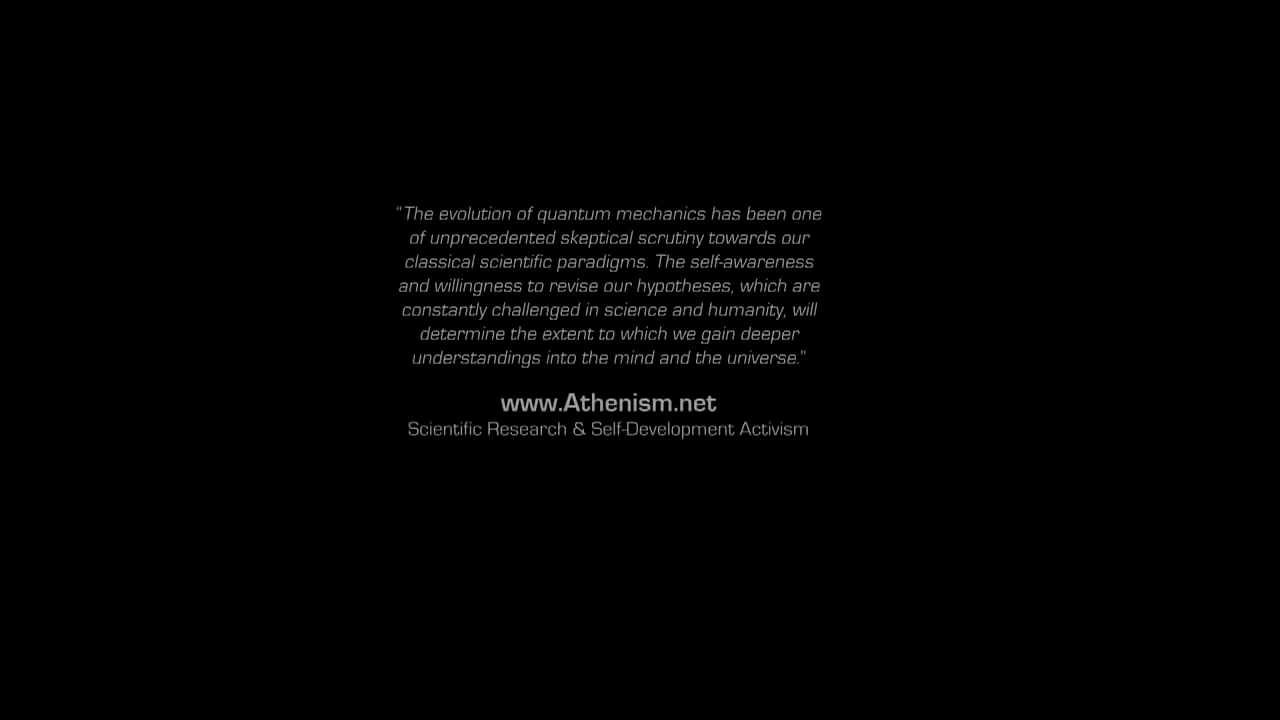 "The evolution of quantum mechanics has been one
of unprecedented skeptical scrutiny towards our
classical scientific paradigms. The self-awareness
and willingness to revise our hypotheses, which are
constantly challenged in science and humanity, will
determine the extent to which we gain deeper
understandings into the mind and the universe."
www.Athenism.net
Scientific Research & Self-Development Activism